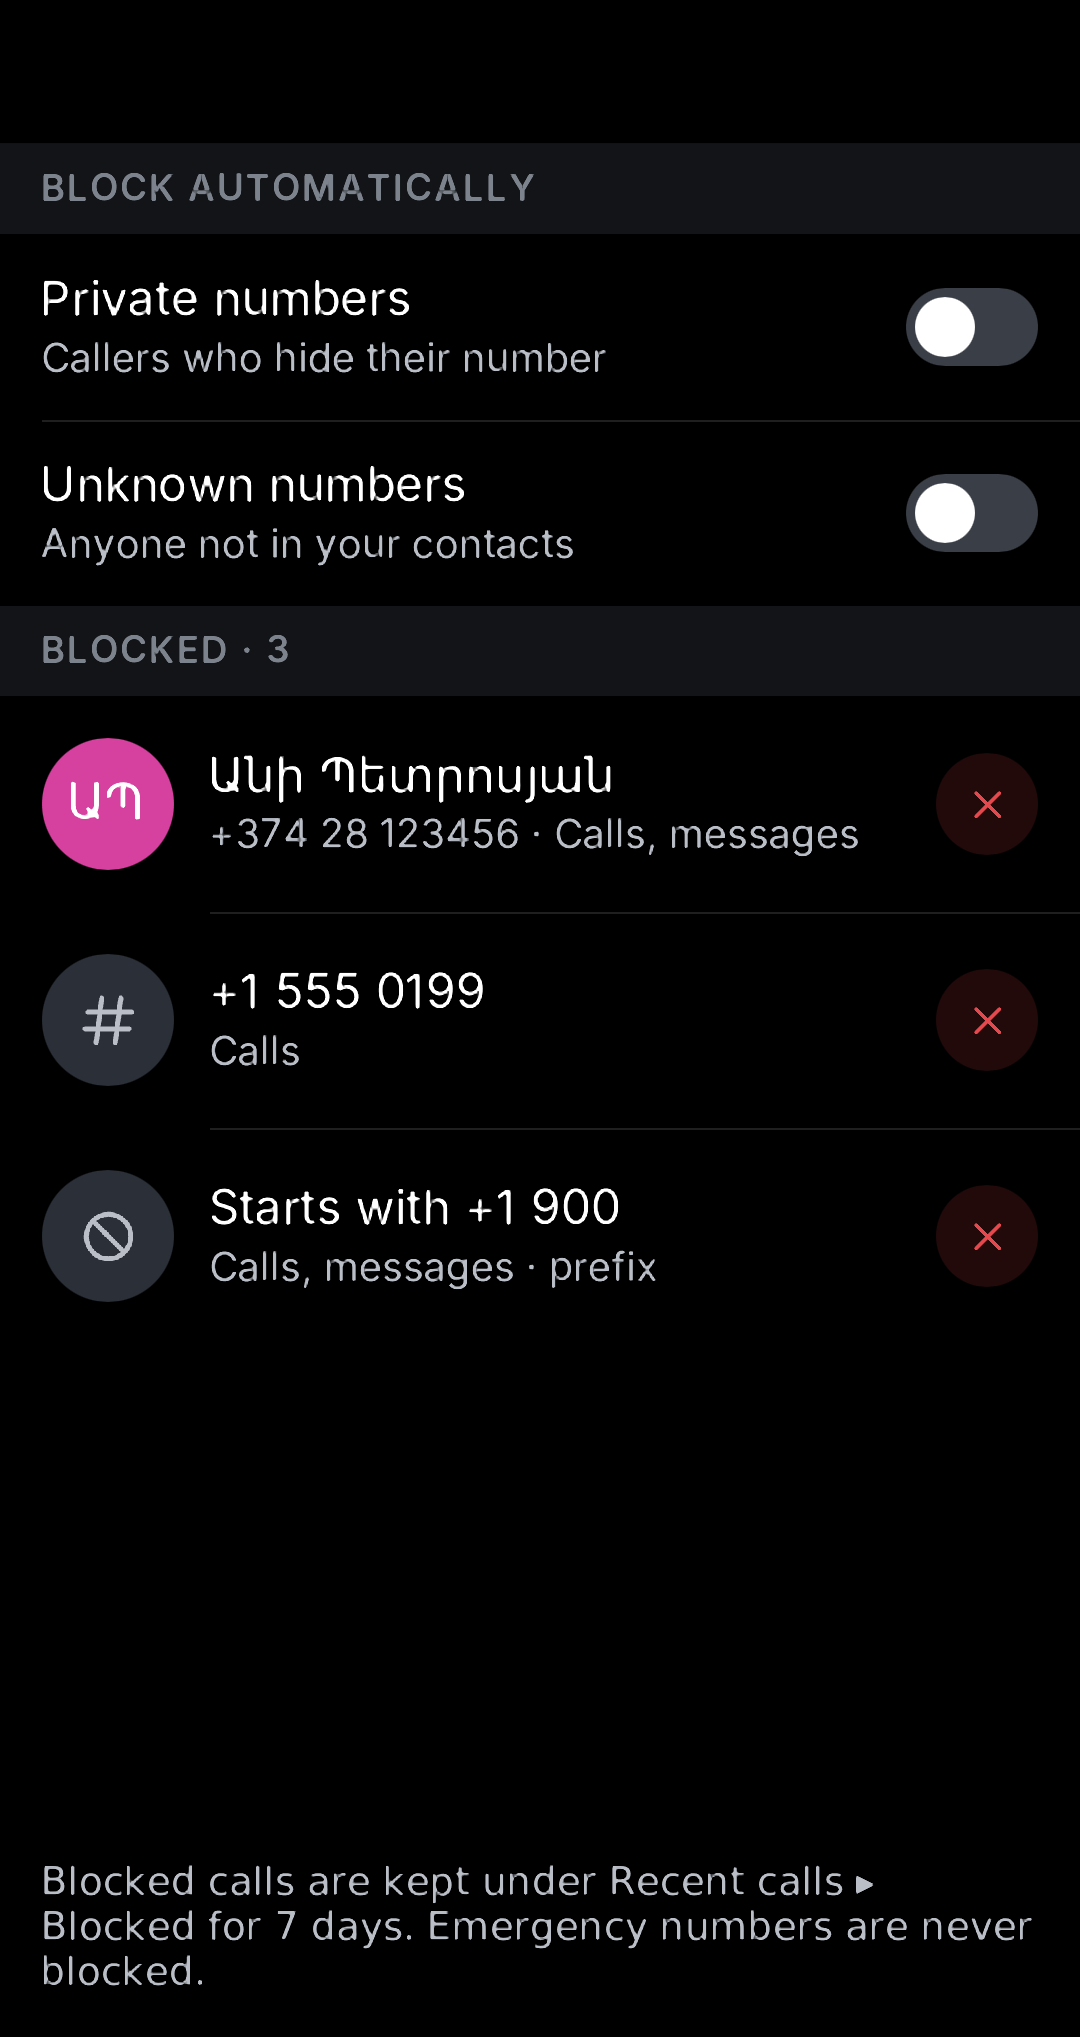 BLOCK AUTOMATICALLY
Private numbers
Callers who hide their number
Unknown numbers
Anyone not in your contacts
BLOCKED · 3
ԱՊ
Անի Պետրոսյան
+374 28 123456 · Calls, messages
+1 555 0199
Calls
Starts with +1 900
Calls, messages · prefix
Blocked calls are kept under Recent calls ▸
Blocked for 7 days. Emergency numbers are never
blocked.